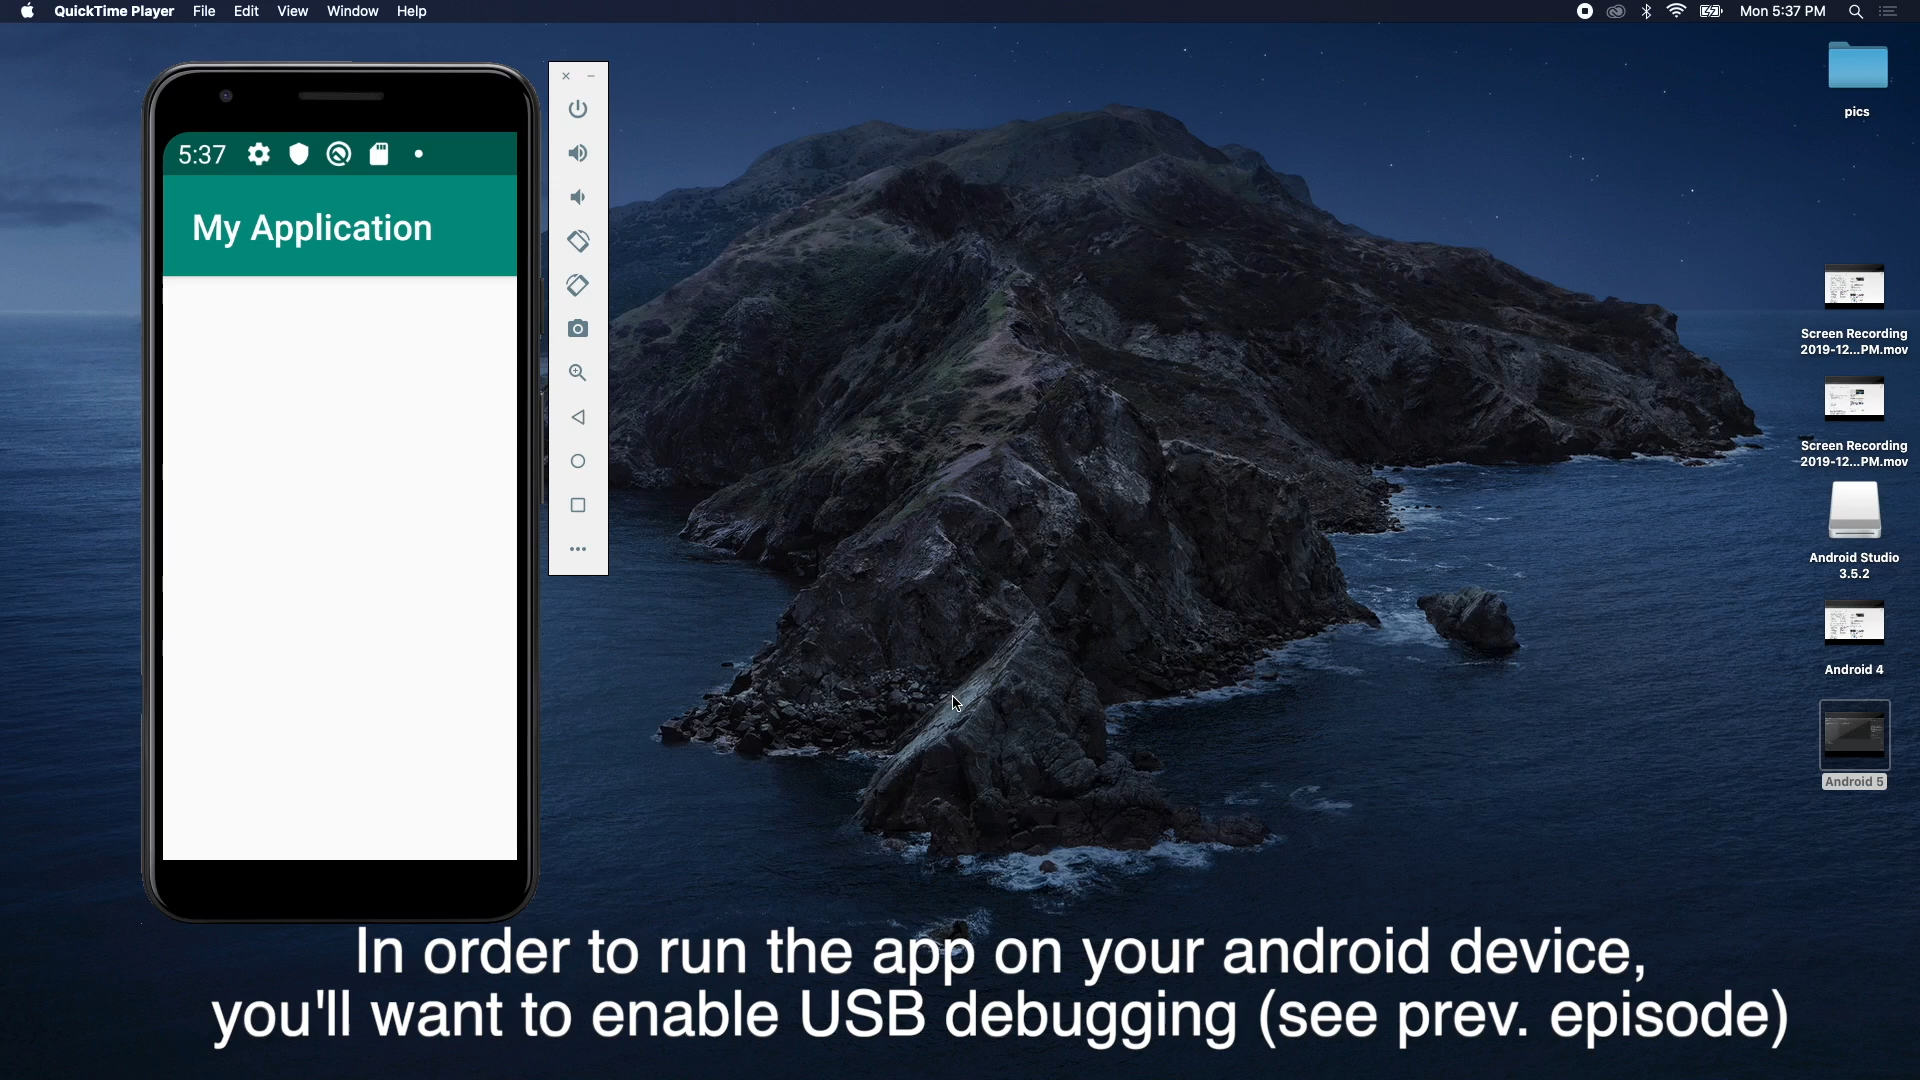 QuickTime Player File Edit View Window Help
Mon 5:37 PM
pics
5:37
My Application
Screen Recording
2019-12...PM.mov
Screen Recording
2019-12...PM.mov
Android Studio
3.5.2
Android 4
Android 5
In order to run the app on your android device,
you'll want to enable USB debugging (see prev. episode)